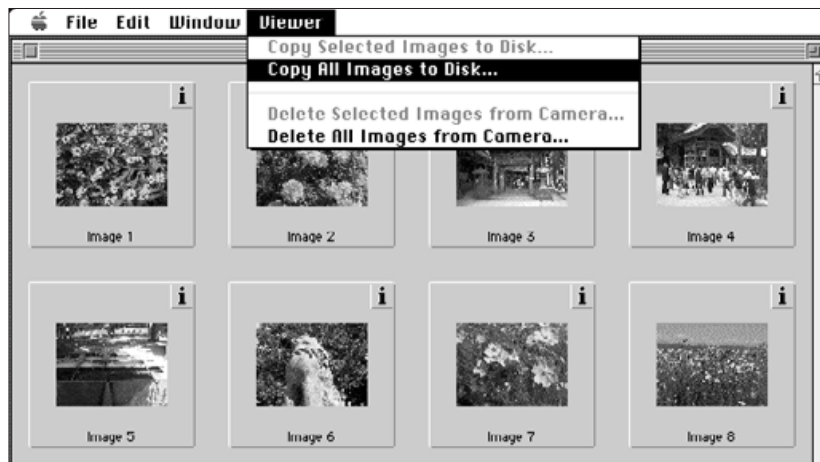 File Edit Window Viewer
Copy Selected Images to Disk...
Copy All Images to Disk...
Delete Selected Images from Camera...
Delete All Images from Camera...
i i
Image 1 Image 2 Image 3 Image 4
i i i i
Image 5 Image 6 Image 7 Image 8